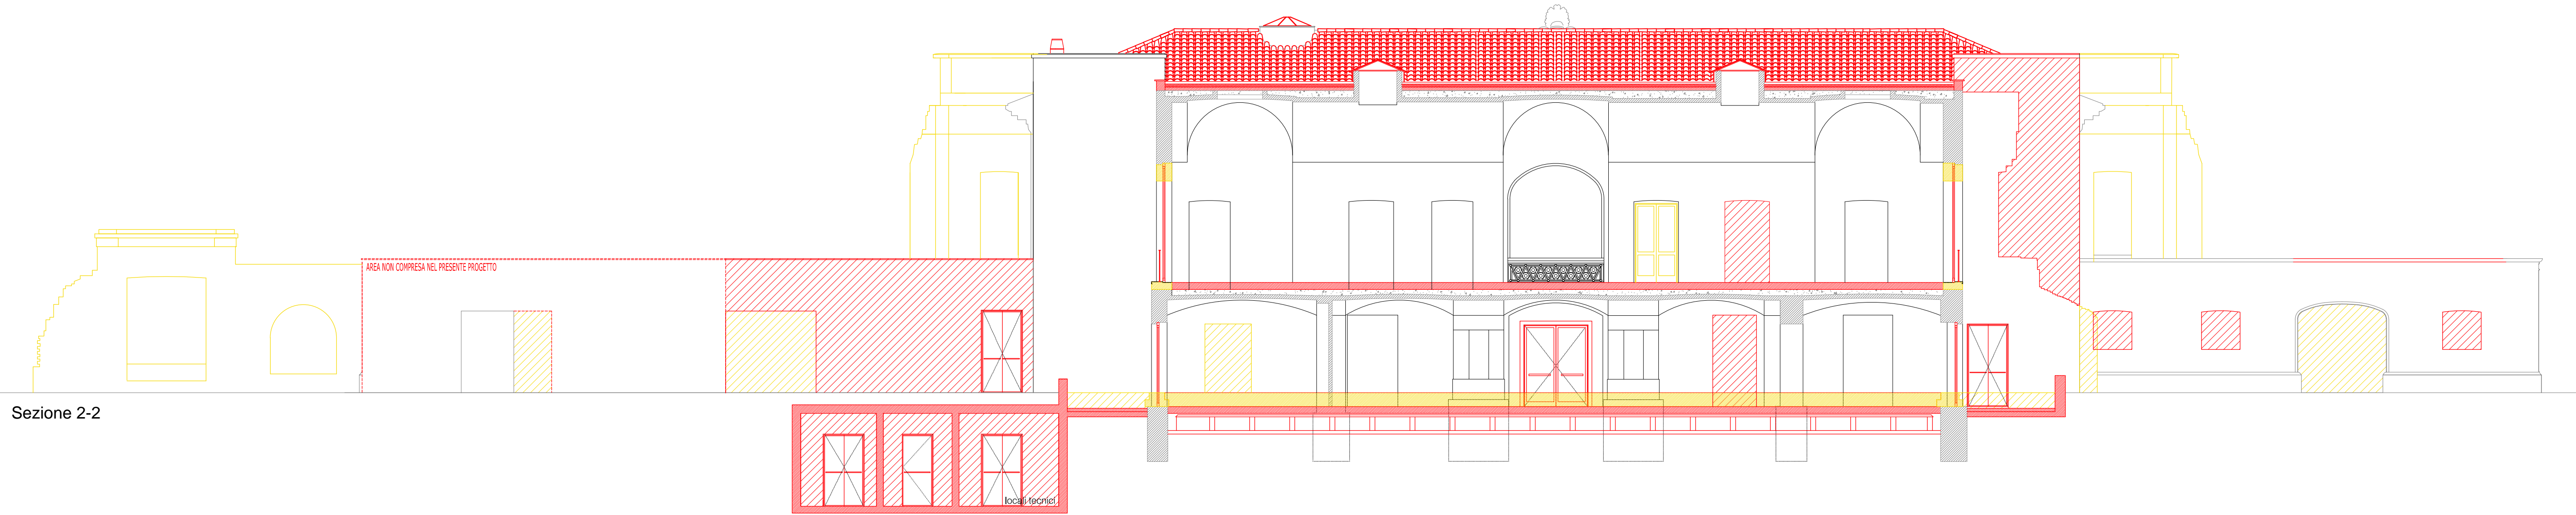 AREA NON COMPRESA NEL PRESENTE PROGETTO
Sezione 2-2
locali tecnici